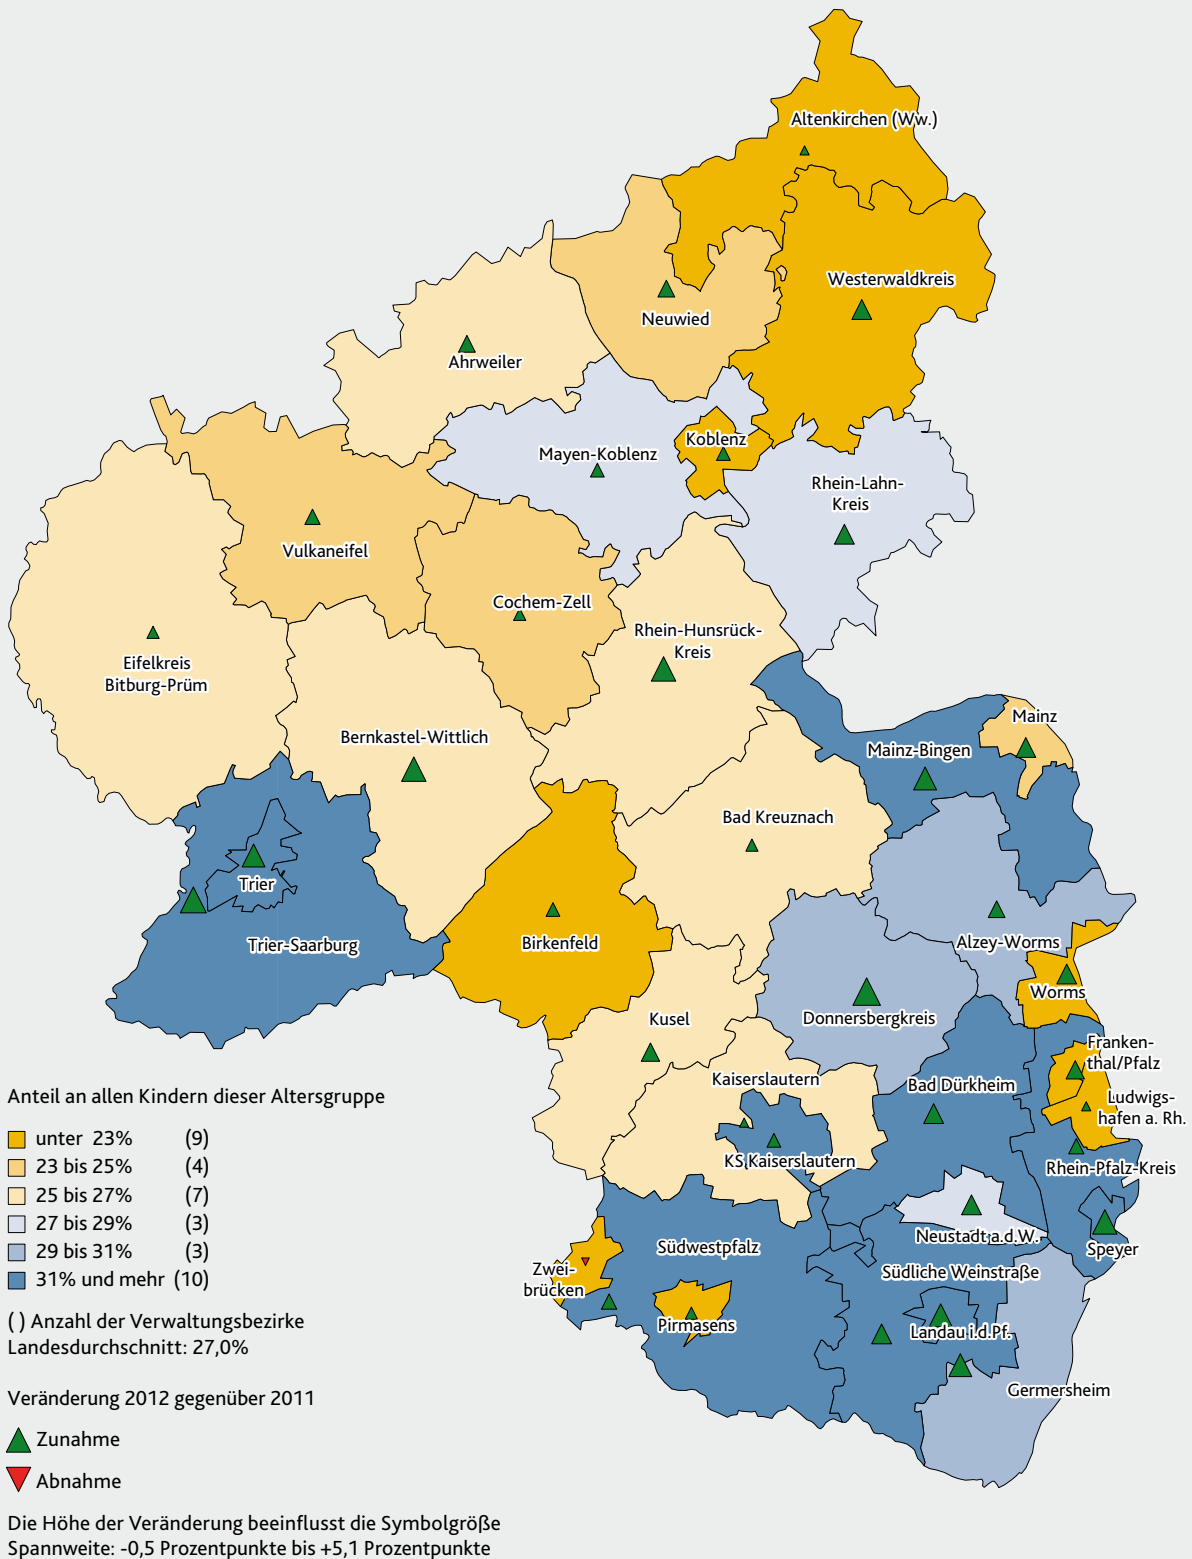 Altenkirchen (Ww.)
Westerwaldkreis
Neuwied
Ahrweiler
Koblenz
Mayen-Koblenz
Rhein-Lahn-
Kreis
Vulkaneifel
Cochem-Zell
Rhein-Hunsrück-
Kreis
Eifelkreis
Bitburg-Prüm
Mainz
Bernkastel-Wittlich
Mainz-Bingen
Bad Kreuznach
Trier
Trier-Saarburg
Birkenfeld
Alzey-Worms
Worms
Kusel
Donnersbergkreis
Franken-
thal/Pfalz
Kaiserslautern
Bad Dürkheim
Ludwigs-
hafen a. Rh.
KS Kaiserslautern
Rhein-Pfalz-Kreis
Neustadt a.d.W.
Speyer
Südwestpfalz
Zwei-
brücken
Südliche Weinstraße
Pirmasens
Landau i.d.Pf.
Germersheim
Anteil an allen Kindern dieser Altersgruppe
unter 23% (9)
23 bis 25% (4)
25 bis 27% (7)
27 bis 29% (3)
29 bis 31% (3)
31% und mehr (10)
( ) Anzahl der Verwaltungsbezirke
Landesdurchschnitt: 27,0%
Veränderung 2012 gegenüber 2011
Zunahme
Abnahme
Die Höhe der Veränderung beeinflusst die Symbolgröße
Spannweite: -0,5 Prozentpunkte bis +5,1 Prozentpunkte